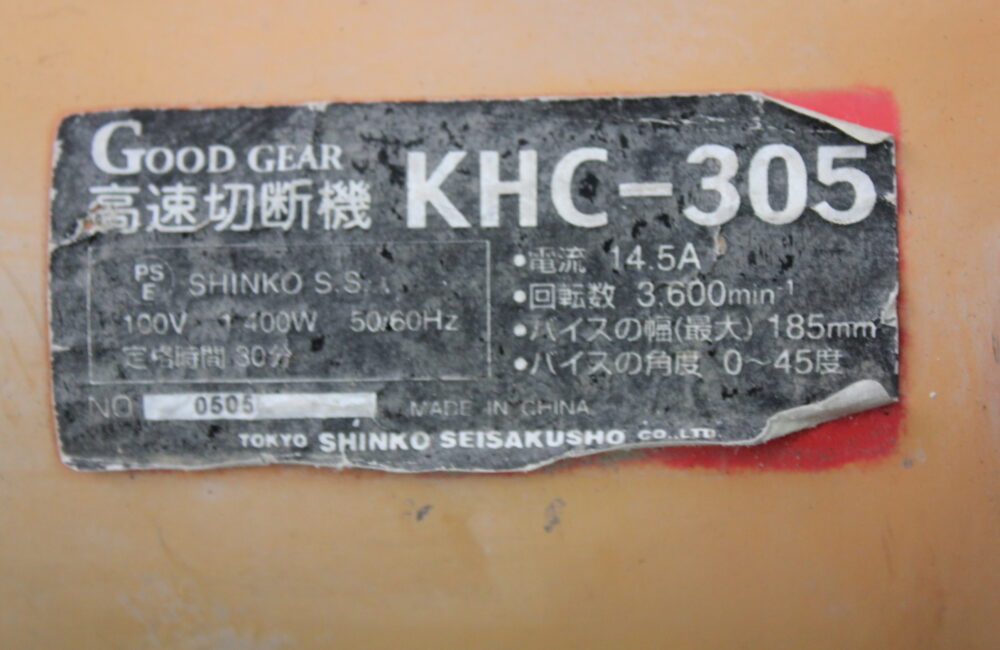 GOOD GEAR
高速切断機 KHC-305
PS
E
SHINKO S.S.
100V 1 400W 50/60Hz
定格時間 30分
●電流 14.5A
●回転数 3.600min-1
●バイスの幅(最大) 185mm
●バイスの角度 0～45度
NO 0505 MADE IN CHINA
TOKYO SHINKO SEISAKUSHO CO.,LTD